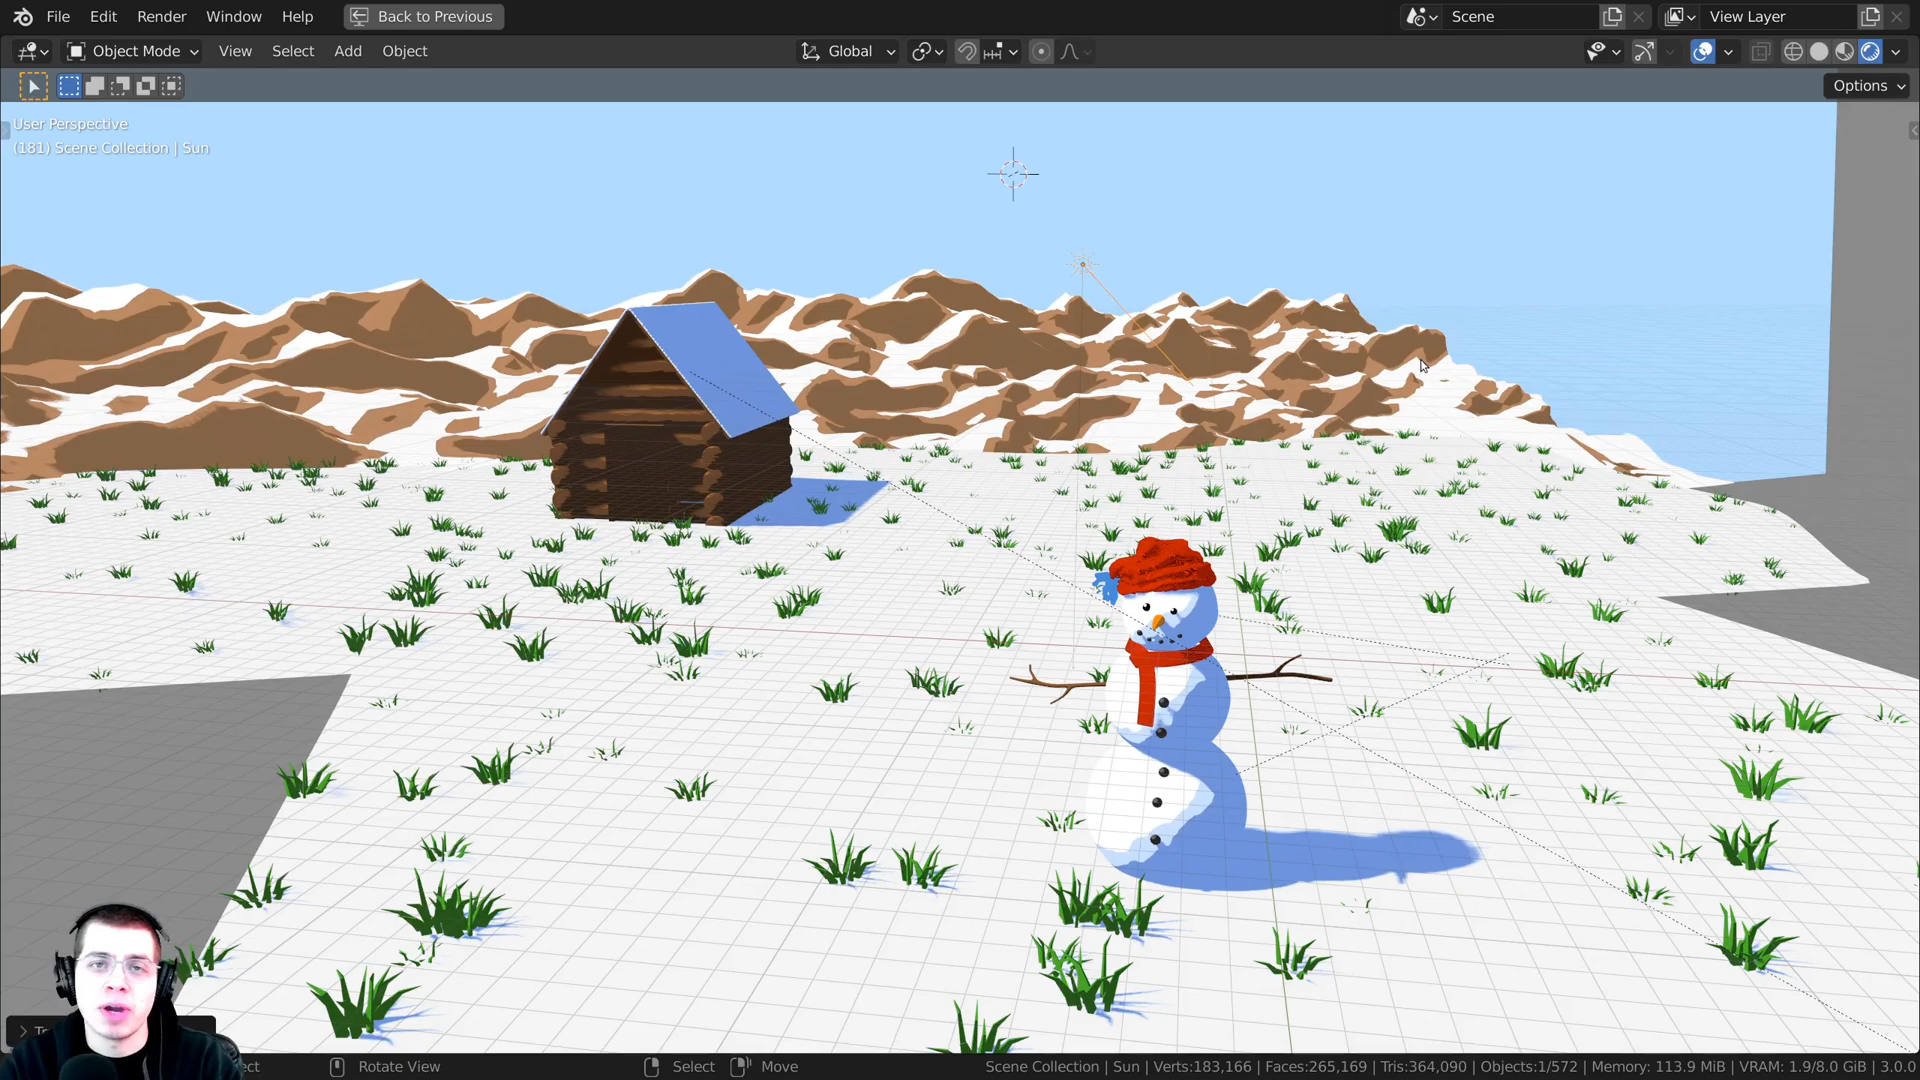 File Edit Render Window Help Back to Previous Scene View Layer
Object Mode View Select Add Object Global
Options
User Perspective
(181) Scene Collection | Sun
Rotate View Select Move Scene Collection | Sun | Verts:183,166 | Faces:265,169 | Tris:364,090 | Objects:1/572 | Memory: 113.9 MiB | VRAM: 1.9/8.0 GiB | 3.0.0